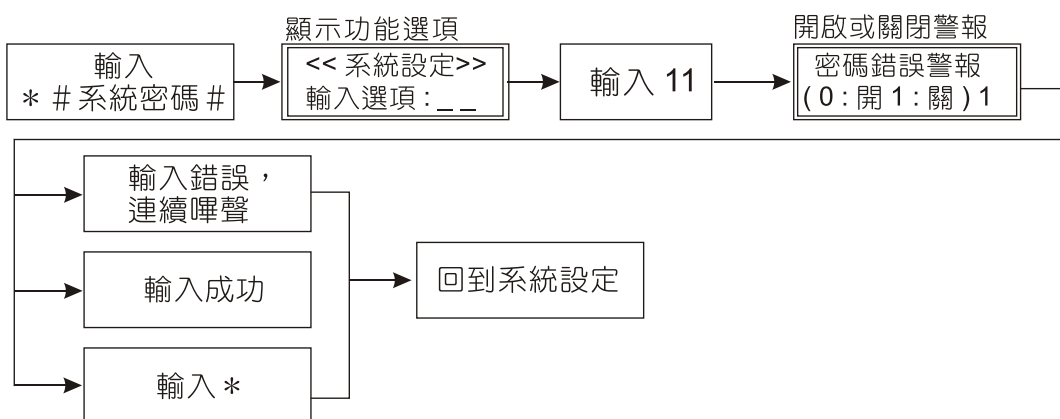 顯示功能選項
開啟或關閉警報
輸入
＊＃系統密碼＃
<< 系統設定>>
輸入選項:_ _
輸入 11
密碼錯誤警報
( 0 : 開 1 : 關 ) 1
輸入錯誤，
連續嗶聲
輸入成功
回到系統設定
輸入＊